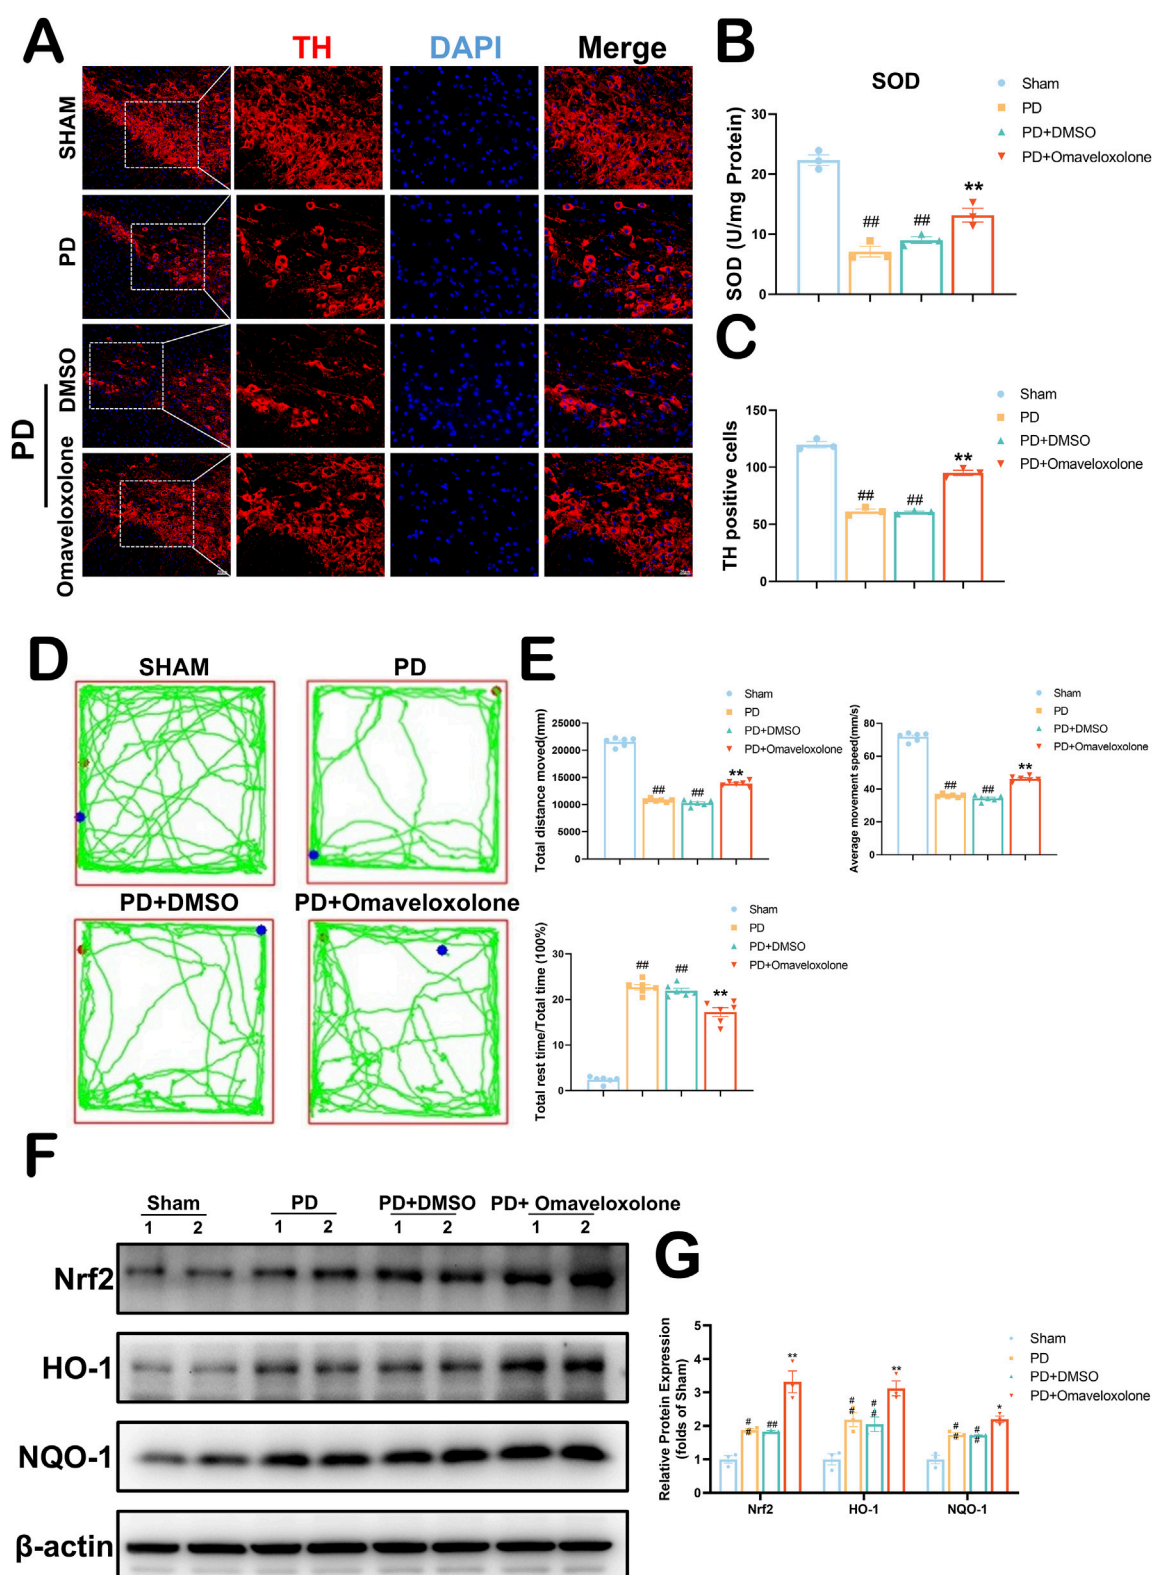 A
TH
DAPI
Merge
SHAM
PD
DMSO
Omaveloxolone
PD
B
SOD
Sham
PD
PD+DMSO
PD+Omaveloxolone
SOD (U/mg Protein)
30
20
10
0
##
##
**
C
Sham
PD
PD+DMSO
PD+Omaveloxolone
TH positive cells
150
100
50
0
##
##
**
D
SHAM
PD
PD+DMSO
PD+Omaveloxolone
E
Sham
PD
PD+DMSO
PD+Omaveloxolone
Total distance moved(mm)
25000
20000
15000
10000
5000
0
##
##
**
Sham
PD
PD+DMSO
PD+Omaveloxolone
Average movement speed(mm/s)
80
60
40
20
0
##
##
**
Sham
PD
PD+DMSO
PD+Omaveloxolone
Total rest time/Total time (100%)
30
20
10
0
##
##
**
F
Sham
PD
PD+DMSO
PD+ Omaveloxolone
1 2 1 2 1 2 1 2
Nrf2
HO-1
NQO-1
β-actin
G
Sham
PD
PD+DMSO
PD+Omaveloxolone
Relative Protein Expression
(folds of Sham)
5
4
3
2
1
0
##
##
**
##
##
**
##
##
*
Nrf2
HO-1
NQO-1